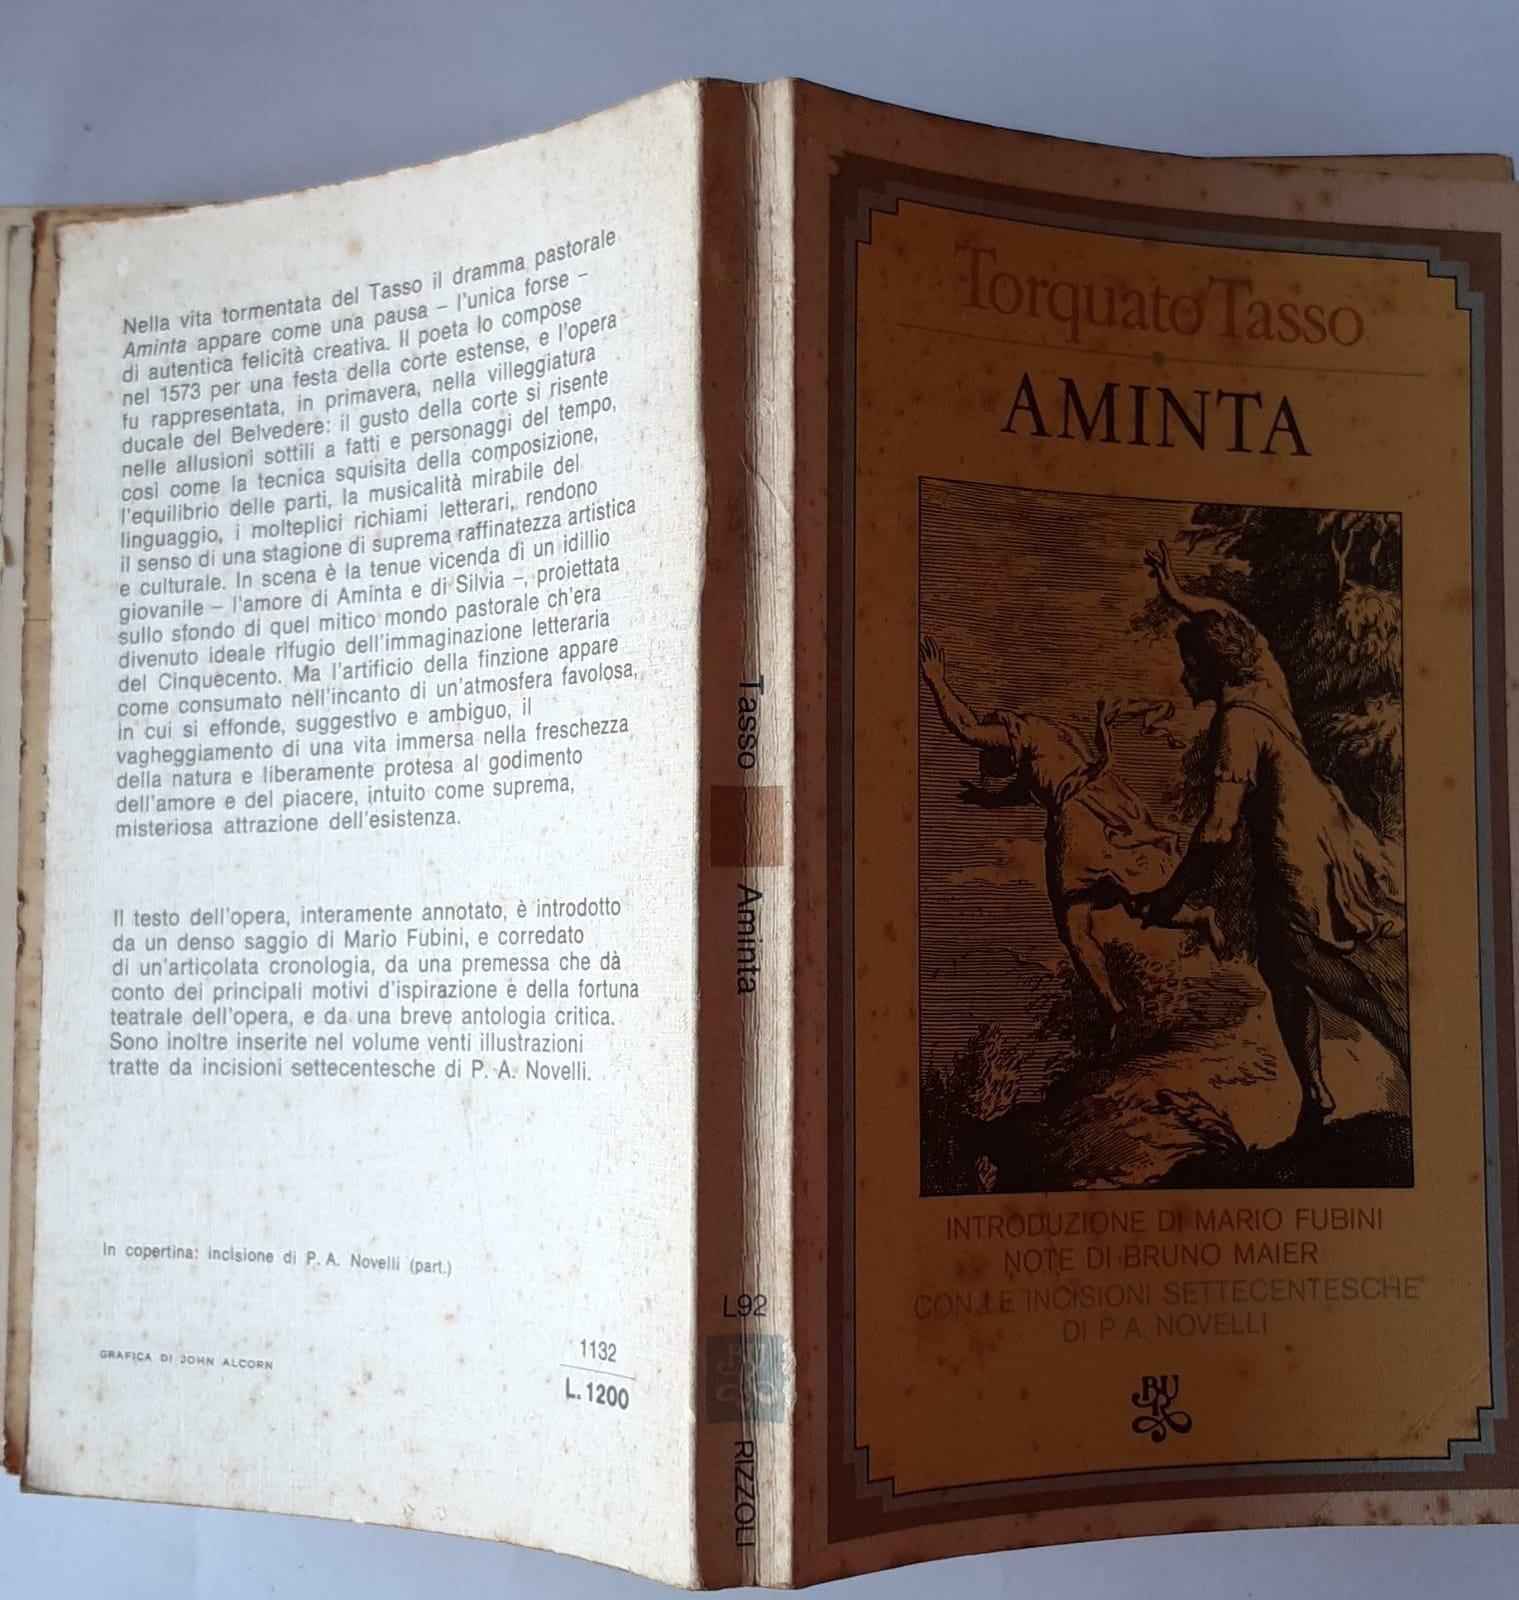 Nella vita tormentata del Tasso il dramma pastorale
Aminta appare come una pausa – l'unica forse –
di autentica felicità creativa. Il poeta lo compose
nel 1573 per una festa della corte estense, e l'opera
fu rappresentata, in primavera, nella villeggiatura
ducale del Belvedere: il gusto della corte si risente
nelle allusioni sottili a fatti e personaggi del tempo,
così come la tecnica squisita della composizione,
l'equilibrio delle parti, la musicalità mirabile del
linguaggio, i molteplici richiami letterari, rendono
il senso di una stagione di suprema raffinatezza artistica
e culturale. In scena è la tenue vicenda di un idillio
giovanile – l'amore di Aminta e di Silvia –, proiettata
sullo sfondo di quel mitico mondo pastorale ch'era
divenuto ideale rifugio dell'immaginazione letteraria
del Cinquecento. Ma l'artificio della finzione appare
come consumato nell'incanto di un'atmosfera favolosa,
in cui si effonde, suggestivo e ambiguo, il
vagheggiamento di una vita immersa nella freschezza
della natura e liberamente protesa al godimento
dell'amore e del piacere, intuito come suprema,
misteriosa attrazione dell'esistenza.
Il testo dell'opera, interamente annotato, è introdotto
da un denso saggio di Mario Fubini, e corredato
di un'articolata cronologia, da una premessa che dà
conto dei principali motivi d'ispirazione e della fortuna
teatrale dell'opera, e da una breve antologia critica.
Sono inoltre inserite nel volume venti illustrazioni
tratte da incisioni settecentesche di P. A. Novelli.
In copertina: incisione di P. A. Novelli (part.)
GRAFICA DI JOHN ALCORN
1132
L. 1200
Tasso
Aminta
L92
BUR
RIZZOLI
Torquato Tasso
AMINTA
INTRODUZIONE DI MARIO FUBINI
NOTE DI BRUNO MAIER
CON LE INCISIONI SETTECENTESCHE
DI P. A. NOVELLI
BUR